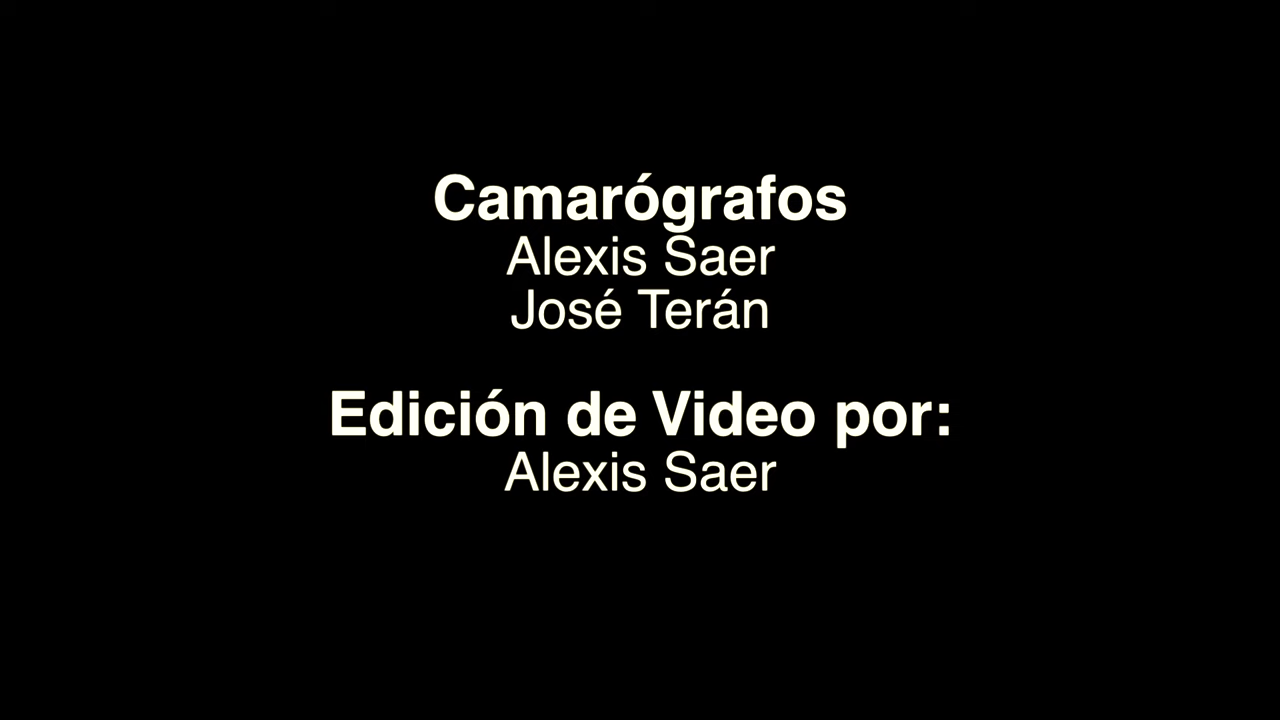 Camarógrafos
Alexis Saer
José Terán
Edición de Video por:
Alexis Saer